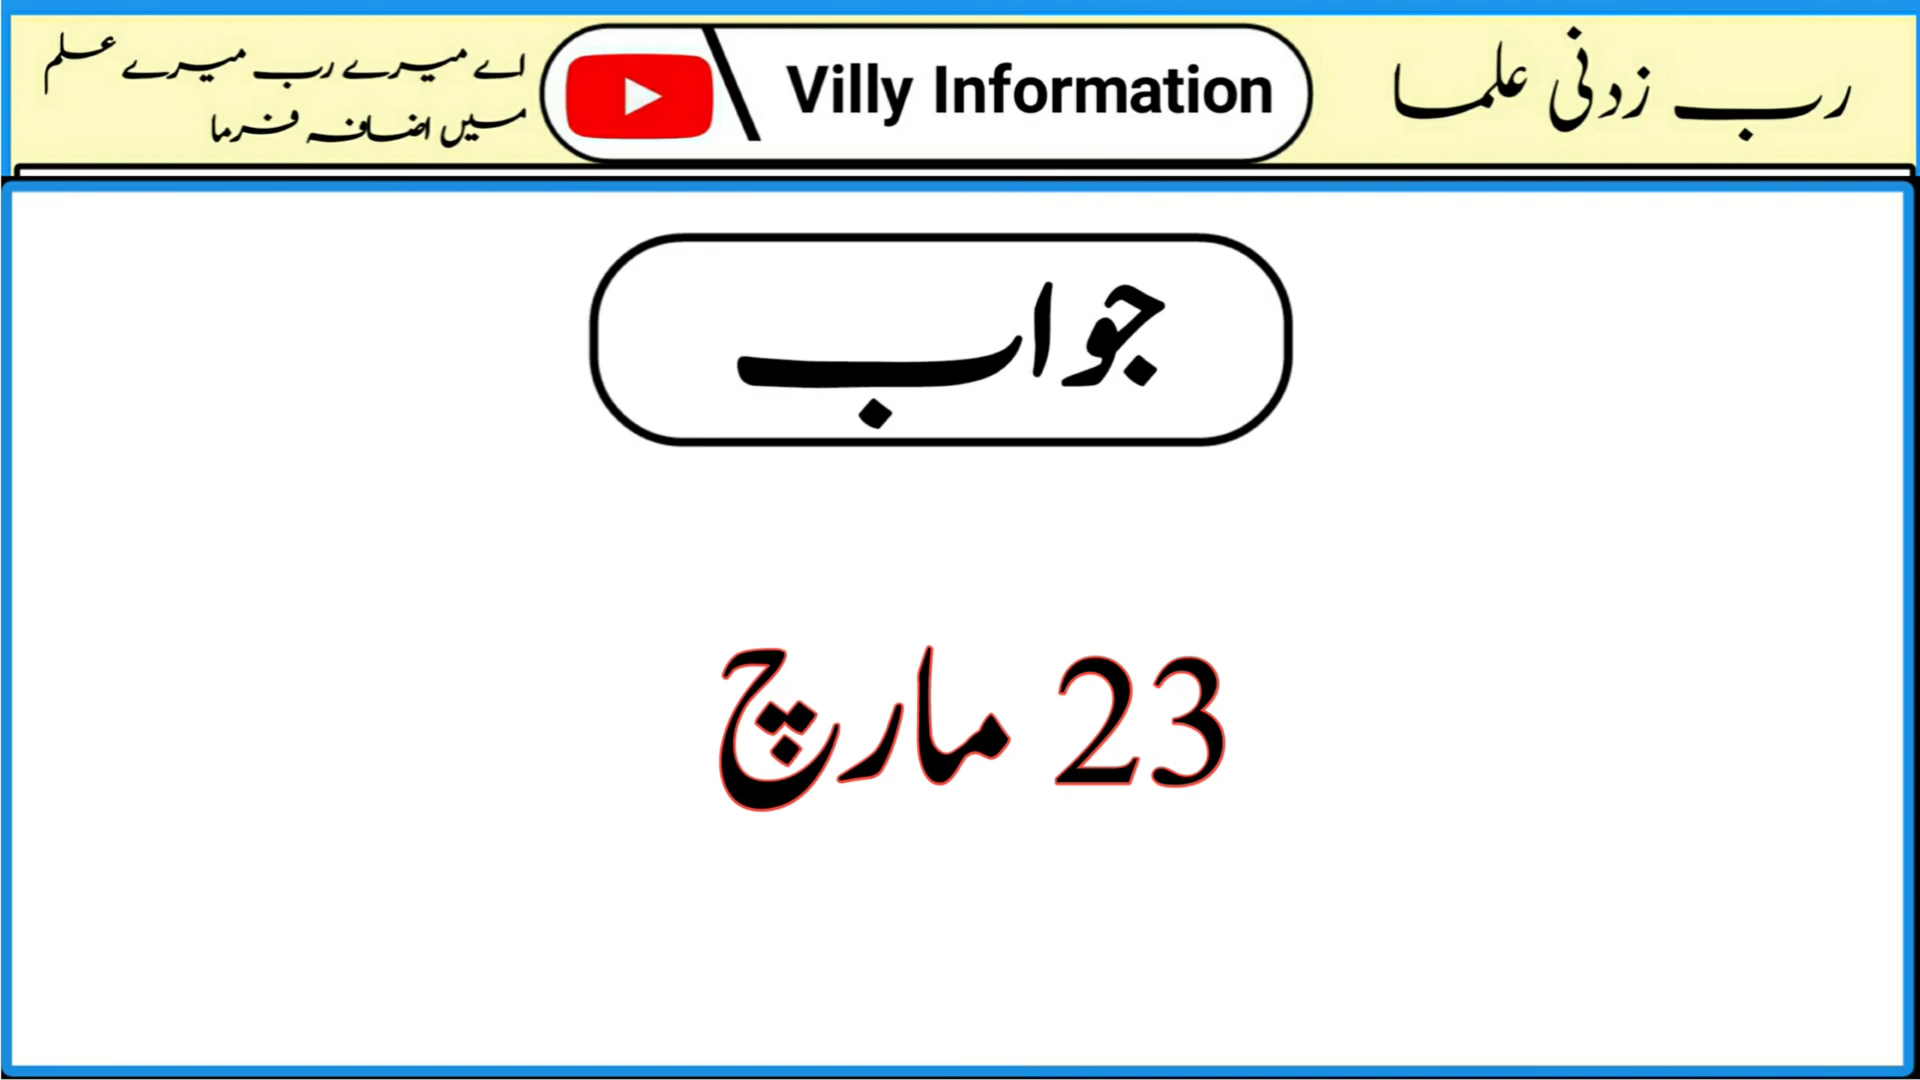 رب زدنی علما
Villy Information
اے میرے رب میرے علم
میں اضافہ فرما
جواب
23 مارچ